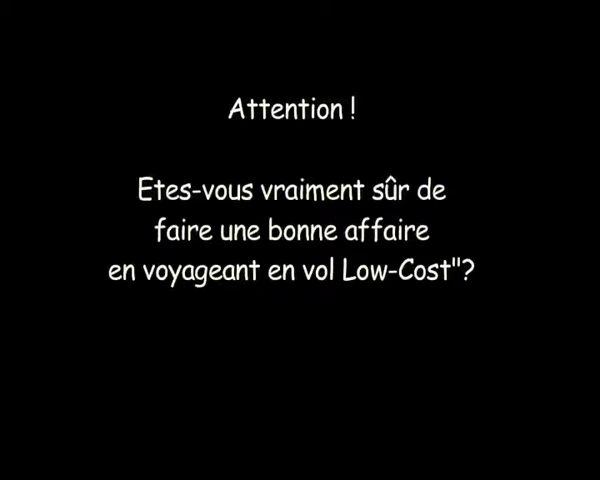 Attention !
Etes-vous vraiment sûr de
faire une bonne affaire
en voyageant en vol Low-Cost"?